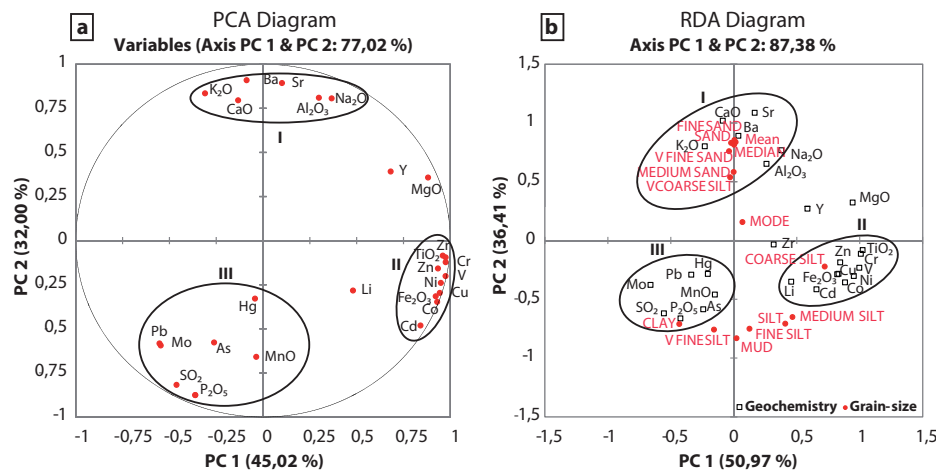 a
PCA Diagram
Variables (Axis PC 1 & PC 2: 77,02 %)
PC 2 (32,00 %)
1
0,75
0,5
0,25
0
0,25
0,5
0,75
-1
K₂O
Ba
Sr
CaO
Al₂O₃
Na₂O
I
Y
MgO
Zr
TiO₂
Cr
II
Zn
V
Ni
Li
Cu
Fe₂O₃
Co
Cd
III
Hg
Pb
Mo
As
MnO
SO₂
P₂O₅
-1
-0,75
-0,5
-0,25
0
0,25
0,5
0,75
1
PC 1 (45,02 %)
b
RDA Diagram
Axis PC 1 & PC 2: 87,38 %
PC 2 (36,41 %)
1,5
1
0,5
0
-0,5
-1
-1,5
I
CaO
Sr
FINE SAND
Ba
SAND
Mean
K₂O
MEDIAN
V FINE SAND
Na₂O
MEDIUM SAND
Al₂O₃
V COARSE SILT
MgO
Y
MODE
II
III
Zr
TiO₂
COARSE SILT
Zn
Cr
Hg
Pb
Cu
V
Fe₂O₃
Ni
Mo
Li
Co
MnO
Cd
SO₂
P₂O₅
As
CLAY
SILT
MEDIUM SILT
V FINE SILT
FINE SILT
MUD
Geochemistry
Grain-size
-1,5
-1
-0,5
0
0,5
1
1,5
PC 1 (50,97 %)